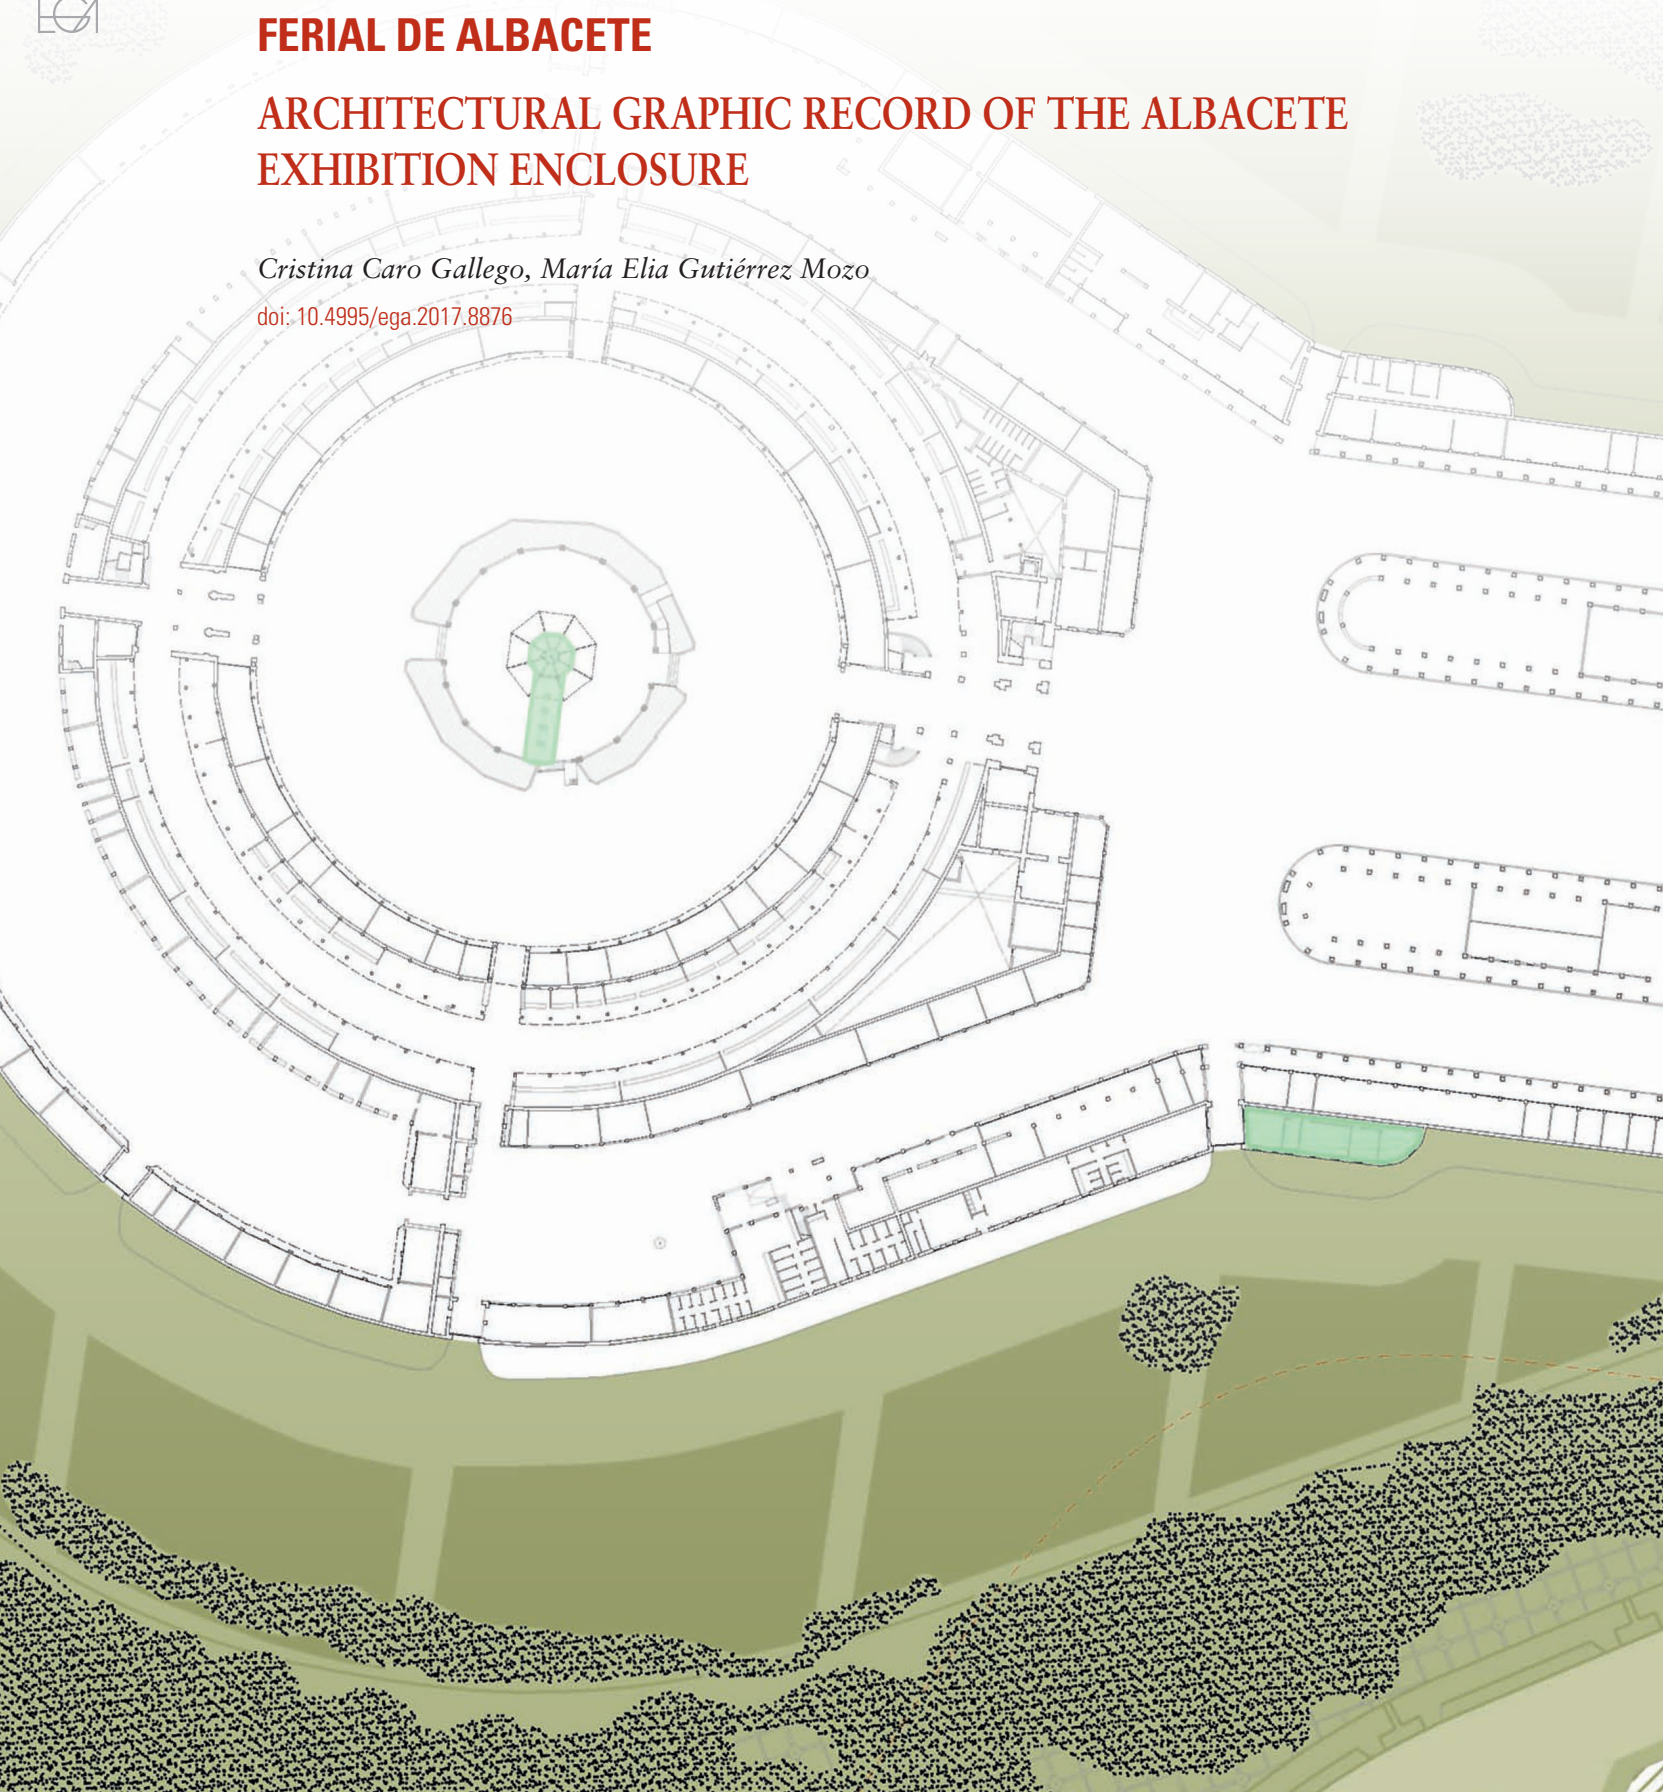 EGA
FERIAL DE ALBACETE
ARCHITECTURAL GRAPHIC RECORD OF THE ALBACETE
EXHIBITION ENCLOSURE
Cristina Caro Gallego, María Elia Gutiérrez Mozo
doi: 10.4995/ega.2017.8876